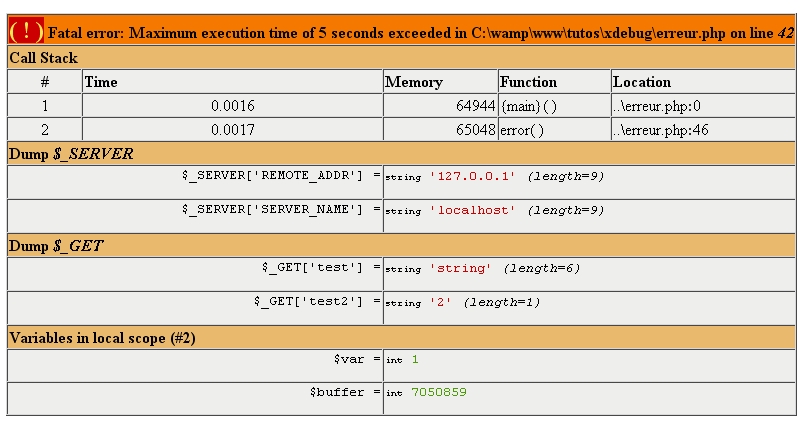 ( ! ) Fatal error: Maximum execution time of 5 seconds exceeded in C:\wamp\www\tutos\xdebug\erreur.php on line 42
Call Stack
# Time Memory Function Location
1 0.0016 64944 {main}( ) ..\erreur.php:0
2 0.0017 65048 error( ) ..\erreur.php:46
Dump $_SERVER
$_SERVER['REMOTE_ADDR'] = string '127.0.0.1' (length=9)
$_SERVER['SERVER_NAME'] = string 'localhost' (length=9)
Dump $_GET
$_GET['test'] = string 'string' (length=6)
$_GET['test2'] = string '2' (length=1)
Variables in local scope (#2)
$var = int 1
$buffer = int 7050859